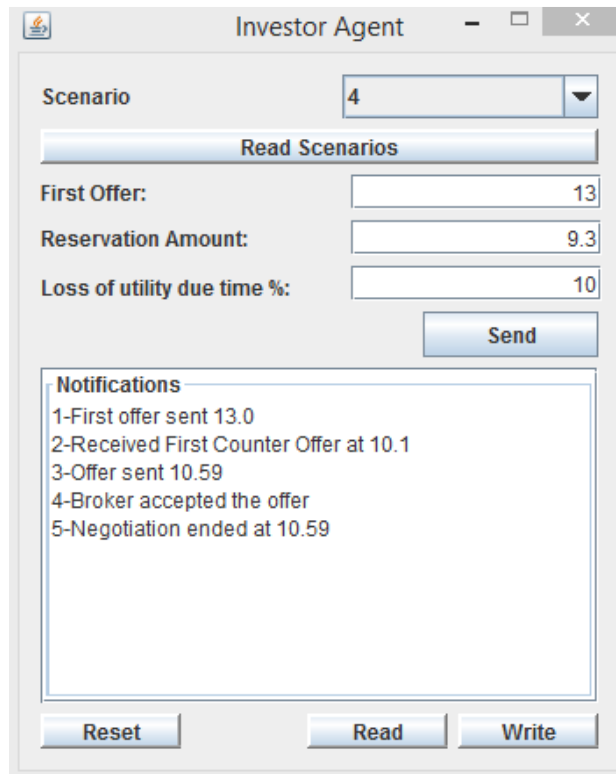 Investor Agent
Scenario 4
Read Scenarios
First Offer: 13
Reservation Amount: 9.3
Loss of utility due time %: 10
Send
Notifications
1-First offer sent 13.0
2-Received First Counter Offer at 10.1
3-Offer sent 10.59
4-Broker accepted the offer
5-Negotiation ended at 10.59
Reset Read Write